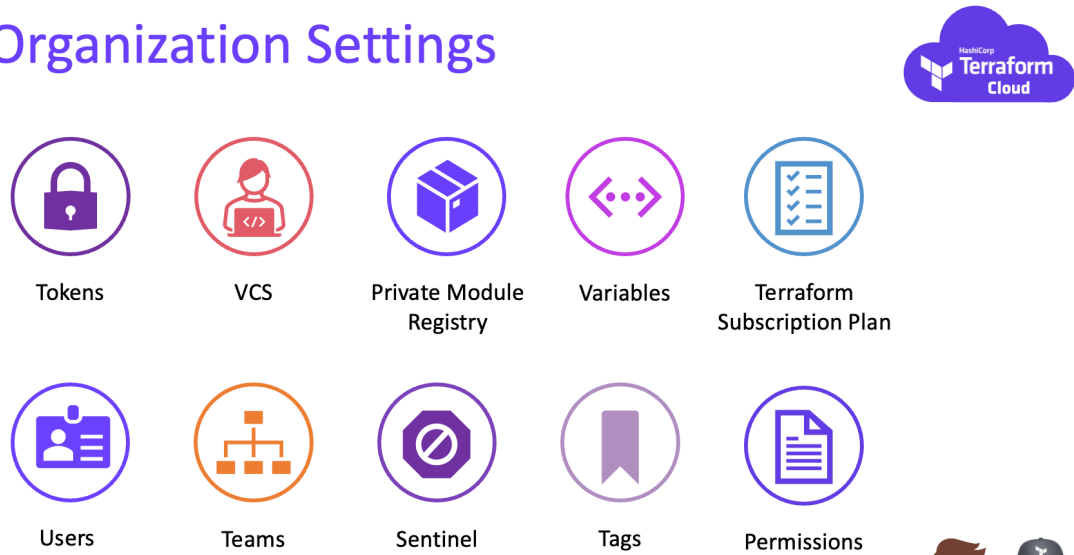 Organization Settings
HashiCorp
Terraform
Cloud
</>
Tokens
VCS
Private Module
Registry
Variables
Terraform
Subscription Plan
Users
Teams
Sentinel
Tags
Permissions